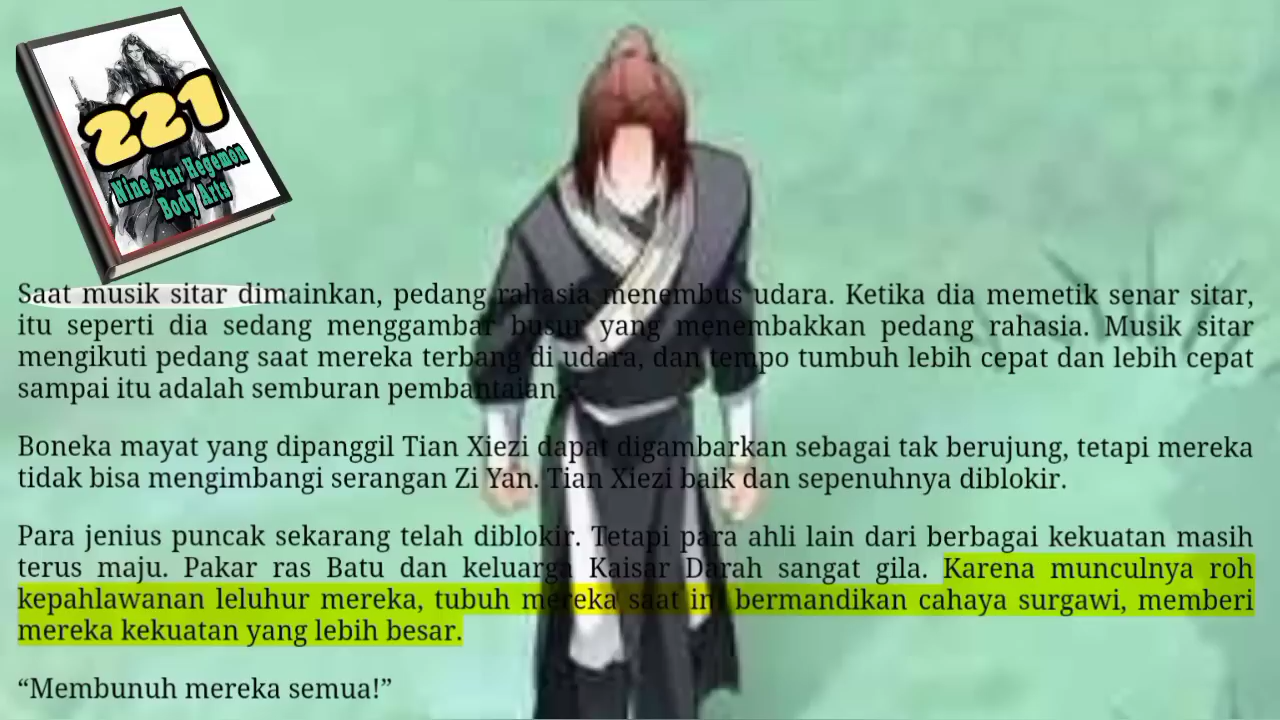 221
Nine Star Hegemon
Body Arts
Saat musik sitar dimainkan, pedang rahasia menembus udara. Ketika dia memetik senar sitar,
itu seperti dia sedang menggambar busur yang menembakkan pedang rahasia. Musik sitar
mengikuti pedang saat mereka terbang di udara, dan tempo tumbuh lebih cepat dan lebih cepat
sampai itu adalah semburan pembantaian.
Boneka mayat yang dipanggil Tian Xiezi dapat digambarkan sebagai tak berujung, tetapi mereka
tidak bisa mengimbangi serangan Zi Yan. Tian Xiezi baik dan sepenuhnya diblokir.
Para jenius puncak sekarang telah diblokir. Tetapi para ahli lain dari berbagai kekuatan masih
terus maju. Pakar ras Batu dan keluarga Kaisar Darah sangat gila. Karena munculnya roh
kepahlawanan leluhur mereka, tubuh mereka saat ini bermandikan cahaya surgawi, memberi
mereka kekuatan yang lebih besar.
“Membunuh mereka semua!”